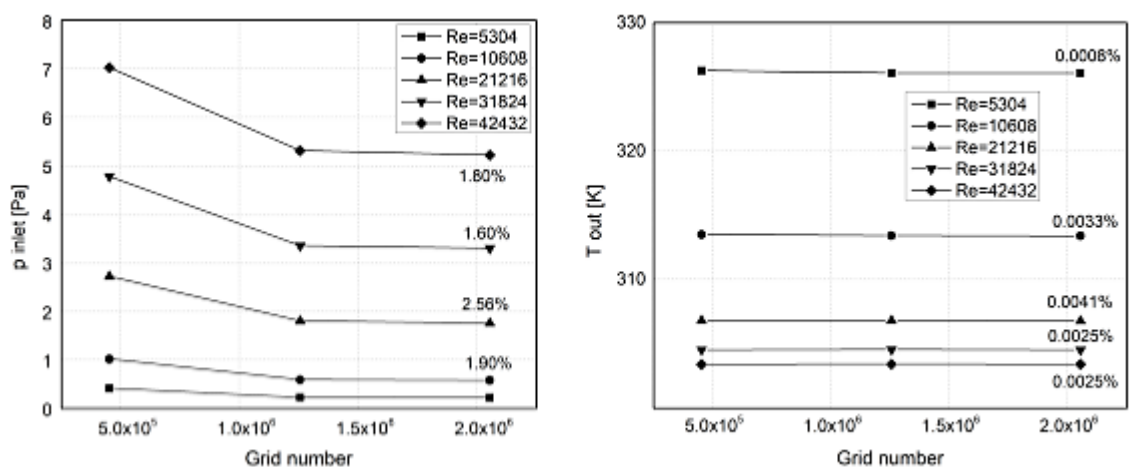 8
7
6
5
4
3
2
1
0
p inlet [Pa]
Re=5304
Re=10608
Re=21216
Re=31824
Re=42432
1.80%
1.60%
2.56%
1.90%
5.0x10⁵
1.0x10⁶
1.5x10⁶
2.0x10⁶
Grid number
330
320
310
T out [K]
0.0008%
Re=5304
Re=10608
Re=21216
Re=31824
Re=42432
0.0033%
0.0041%
0.0025%
0.0025%
5.0x10⁵
1.0x10⁶
1.5x10⁶
2.0x10⁶
Grid number